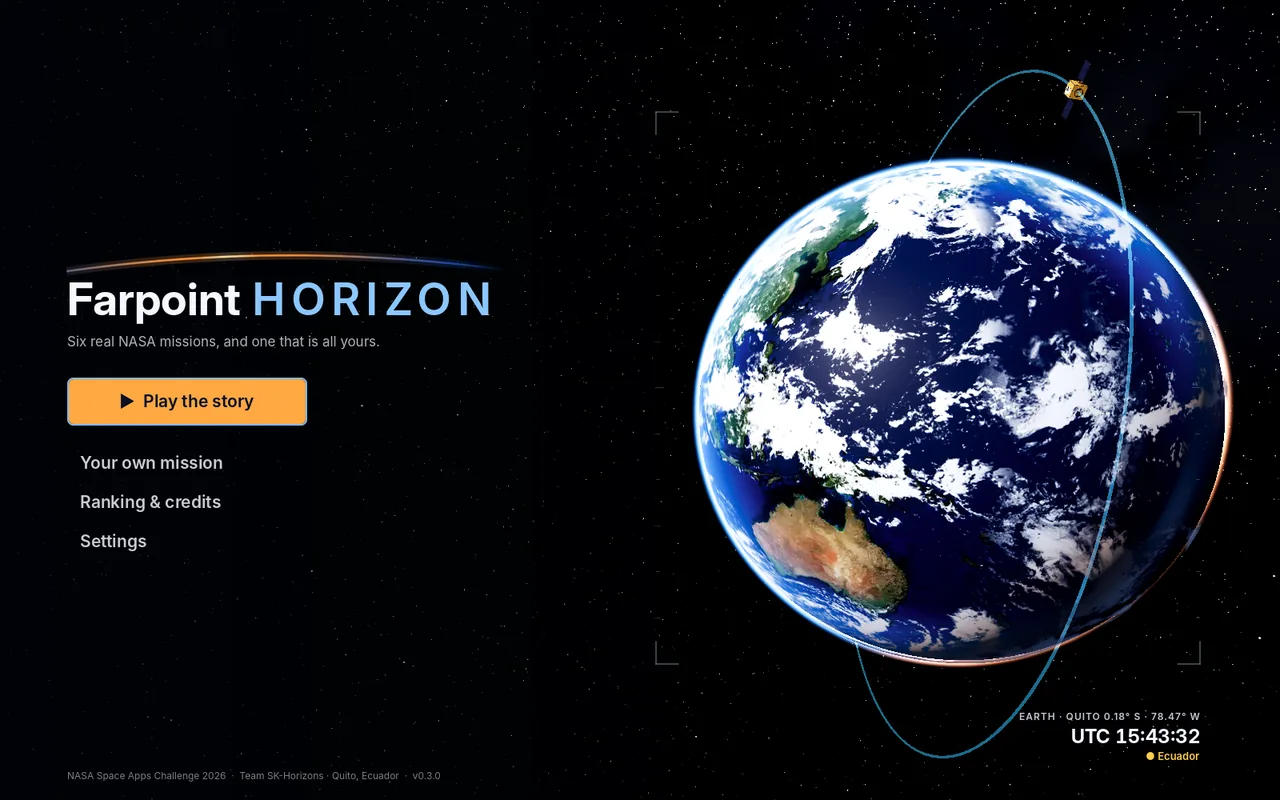 Farpoint HORIZON
Six real NASA missions, and one that is all yours.
▶ Play the story
Your own mission
Ranking & credits
Settings
EARTH · QUITO 0.18° S · 78.47° W
UTC 15:43:32
Ecuador
NASA Space Apps Challenge 2026 · Team SK-Horizons · Quito, Ecuador · v0.3.0